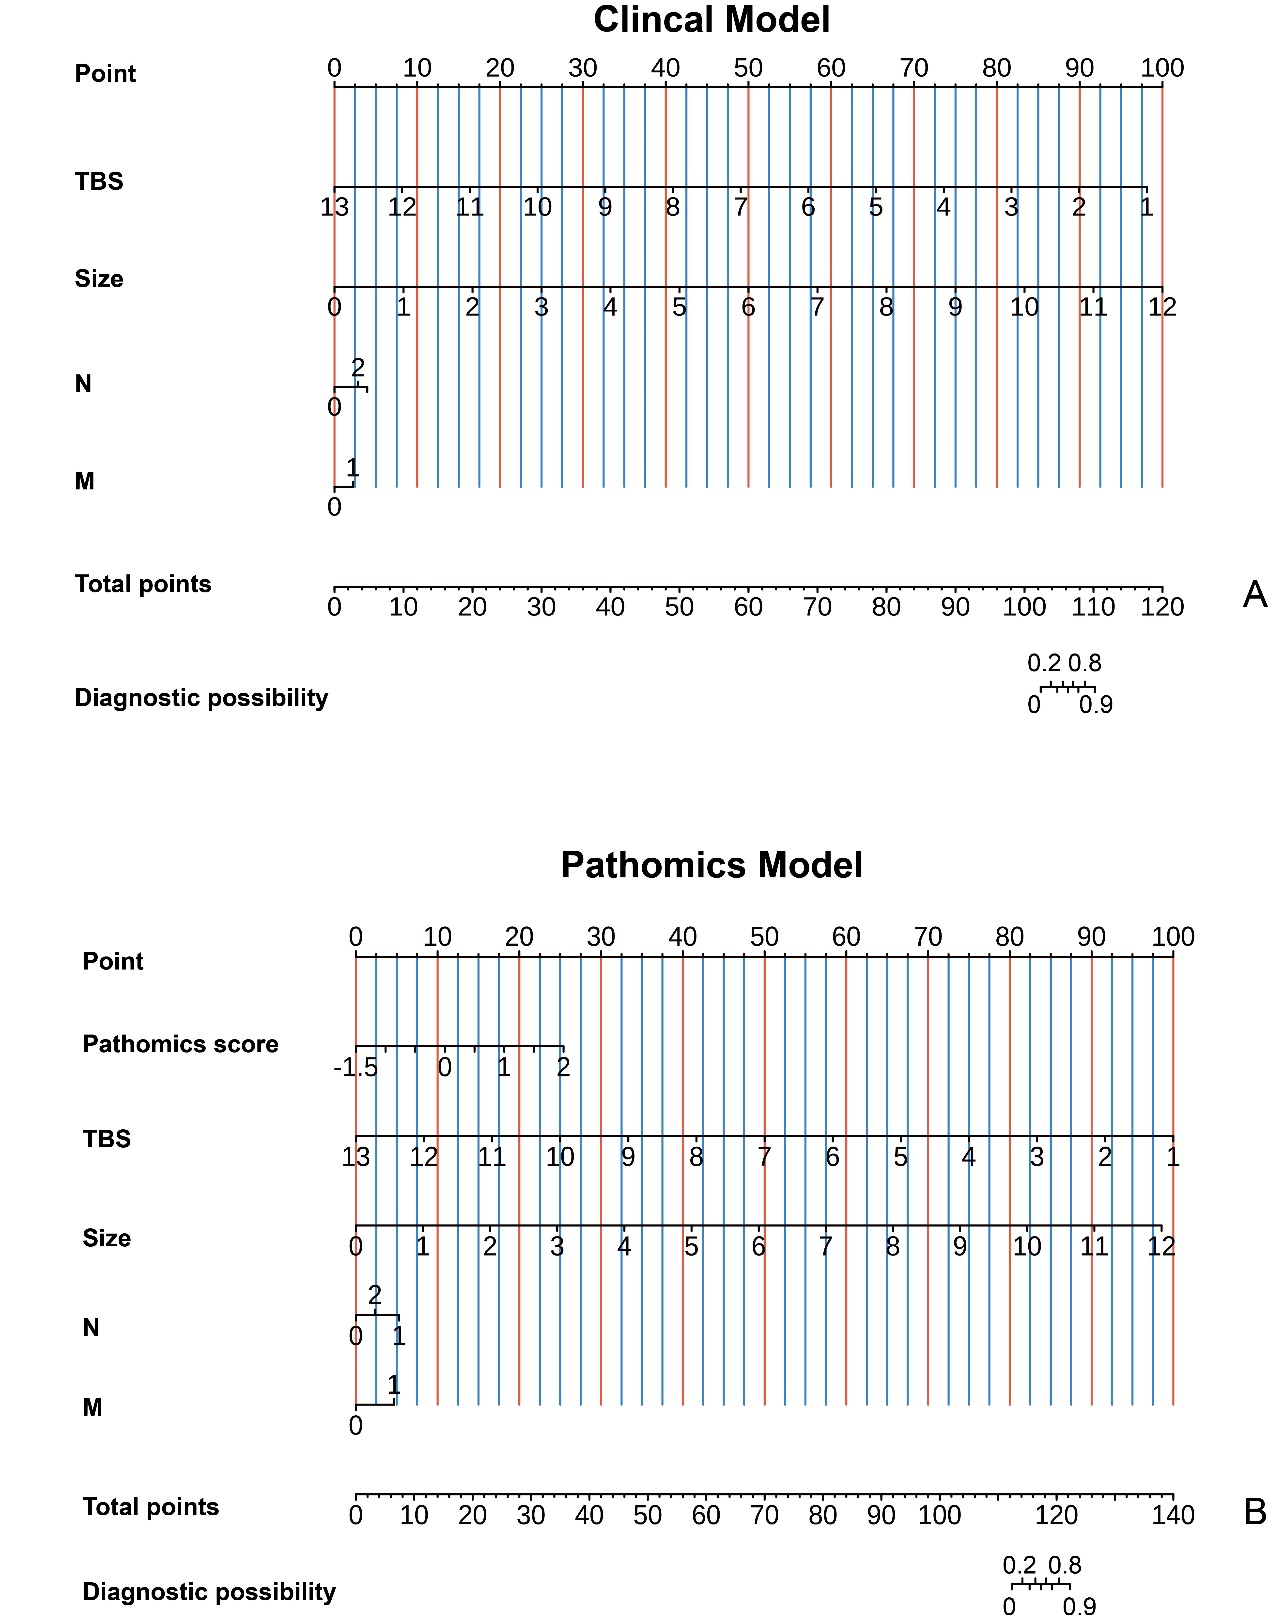 Clincal Model
Point 0 10 20 30 40 50 60 70 80 90 100
TBS
13 12 11 10 9 8 7 6 5 4 3 2 1
Size
0 1 2 3 4 5 6 7 8 9 10 11 12
2
N
0
1
M
0
Total points
0 10 20 30 40 50 60 70 80 90 100 110 120
A
0.2 0.8
Diagnostic possibility
0 0.9
Pathomics Model
0 10 20 30 40 50 60 70 80 90 100
Point
Pathomics score
-1.5 0 1 2
TBS
13 12 11 10 9 8 7 6 5 4 3 2 1
Size
0 1 2 3 4 5 6 7 8 9 10 11 12
2
N
0 1
1
M
0
Total points
0 10 20 30 40 50 60 70 80 90 100 120 140
B
0.2 0.8
Diagnostic possibility
0 0.9